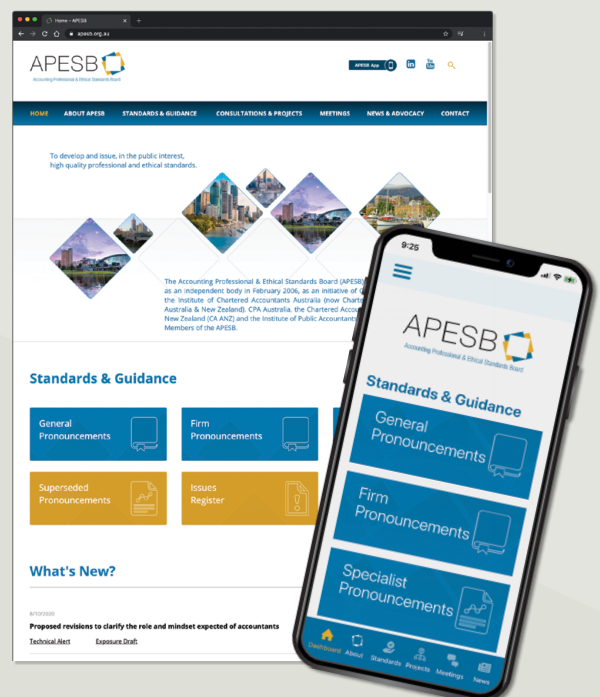 Home - APESB
apesb.org.au
APESB
Accounting Professional & Ethical Standards Board
APESB App
in
You
Tube
HOME ABOUT APESB STANDARDS & GUIDANCE CONSULTATIONS & PROJECTS MEETINGS NEWS & ADVOCACY CONTACT
To develop and issue, in the public interest,
high quality professional and ethical standards.
The Accounting Professional & Ethical Standards Board (APESB)
as an independent body in February 2006, as an initiative of
the Institute of Chartered Accountants Australia (now
Australia & New Zealand). CPA Australia, the Chartered
New Zealand (CA ANZ) and the Institute of Public Accountants
Members of the APESB.
Standards & Guidance
General
Pronouncements
Firm
Pronouncements
Superseded
Pronouncements
Issues
Register
What's New?
9/10/2020
Proposed revisions to clarify the role and mindset expected of accountants
Technical Alert Exposure Draft
9:25
APESB
Accounting Professional & Ethical Standards Board
Standards & Guidance
General
Pronouncements
Firm
Pronouncements
Specialist
Pronouncements
Dashboard About Standards Projects Meetings News